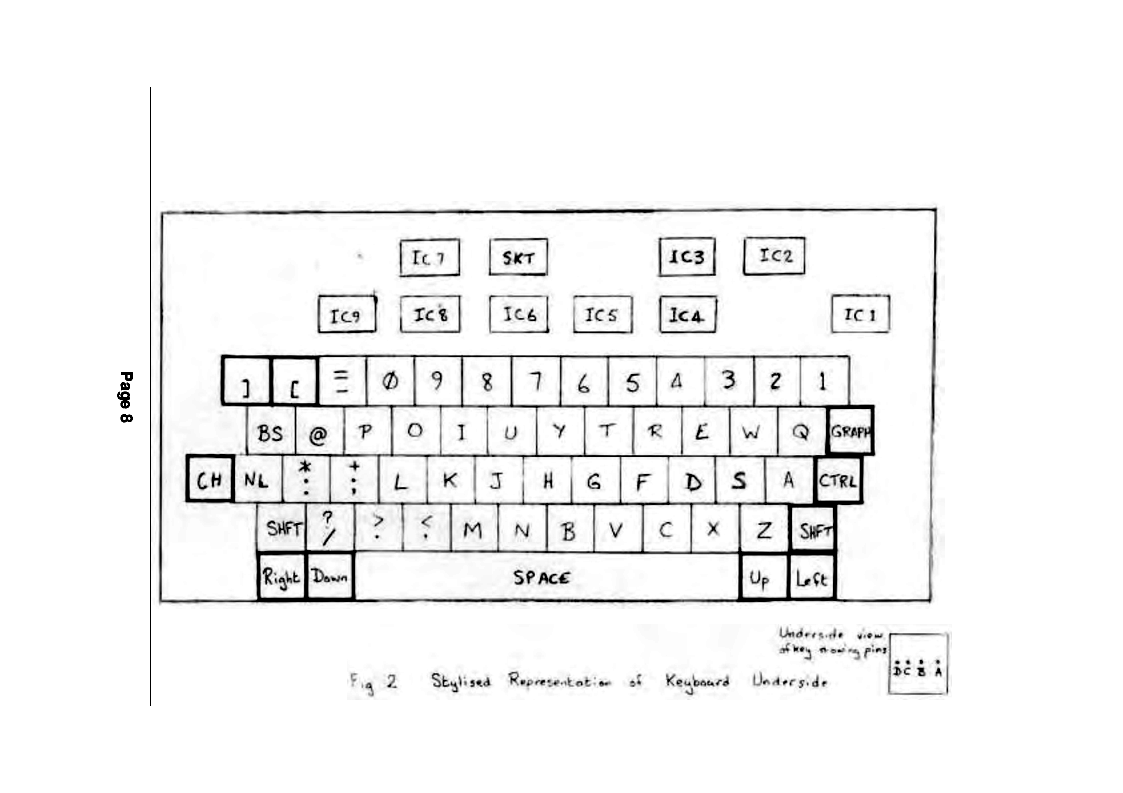 Page 8
IC7 SKT IC3 IC2
IC9 IC8 IC6 IC5 IC4 IC1
] [ = - Ø 9 8 7 6 5 4 3 2 1
BS @ P O I U Y T R E W Q GRAPH
CH NL * : + ; L K J H G F D S A CTRL
SHFT ? / > . < , M N B V C X Z SHFT
Right Down SPACE Up Left
Underside view
of key showing pins
D C B A
Fig 2 Stylised Representation of Keyboard Underside